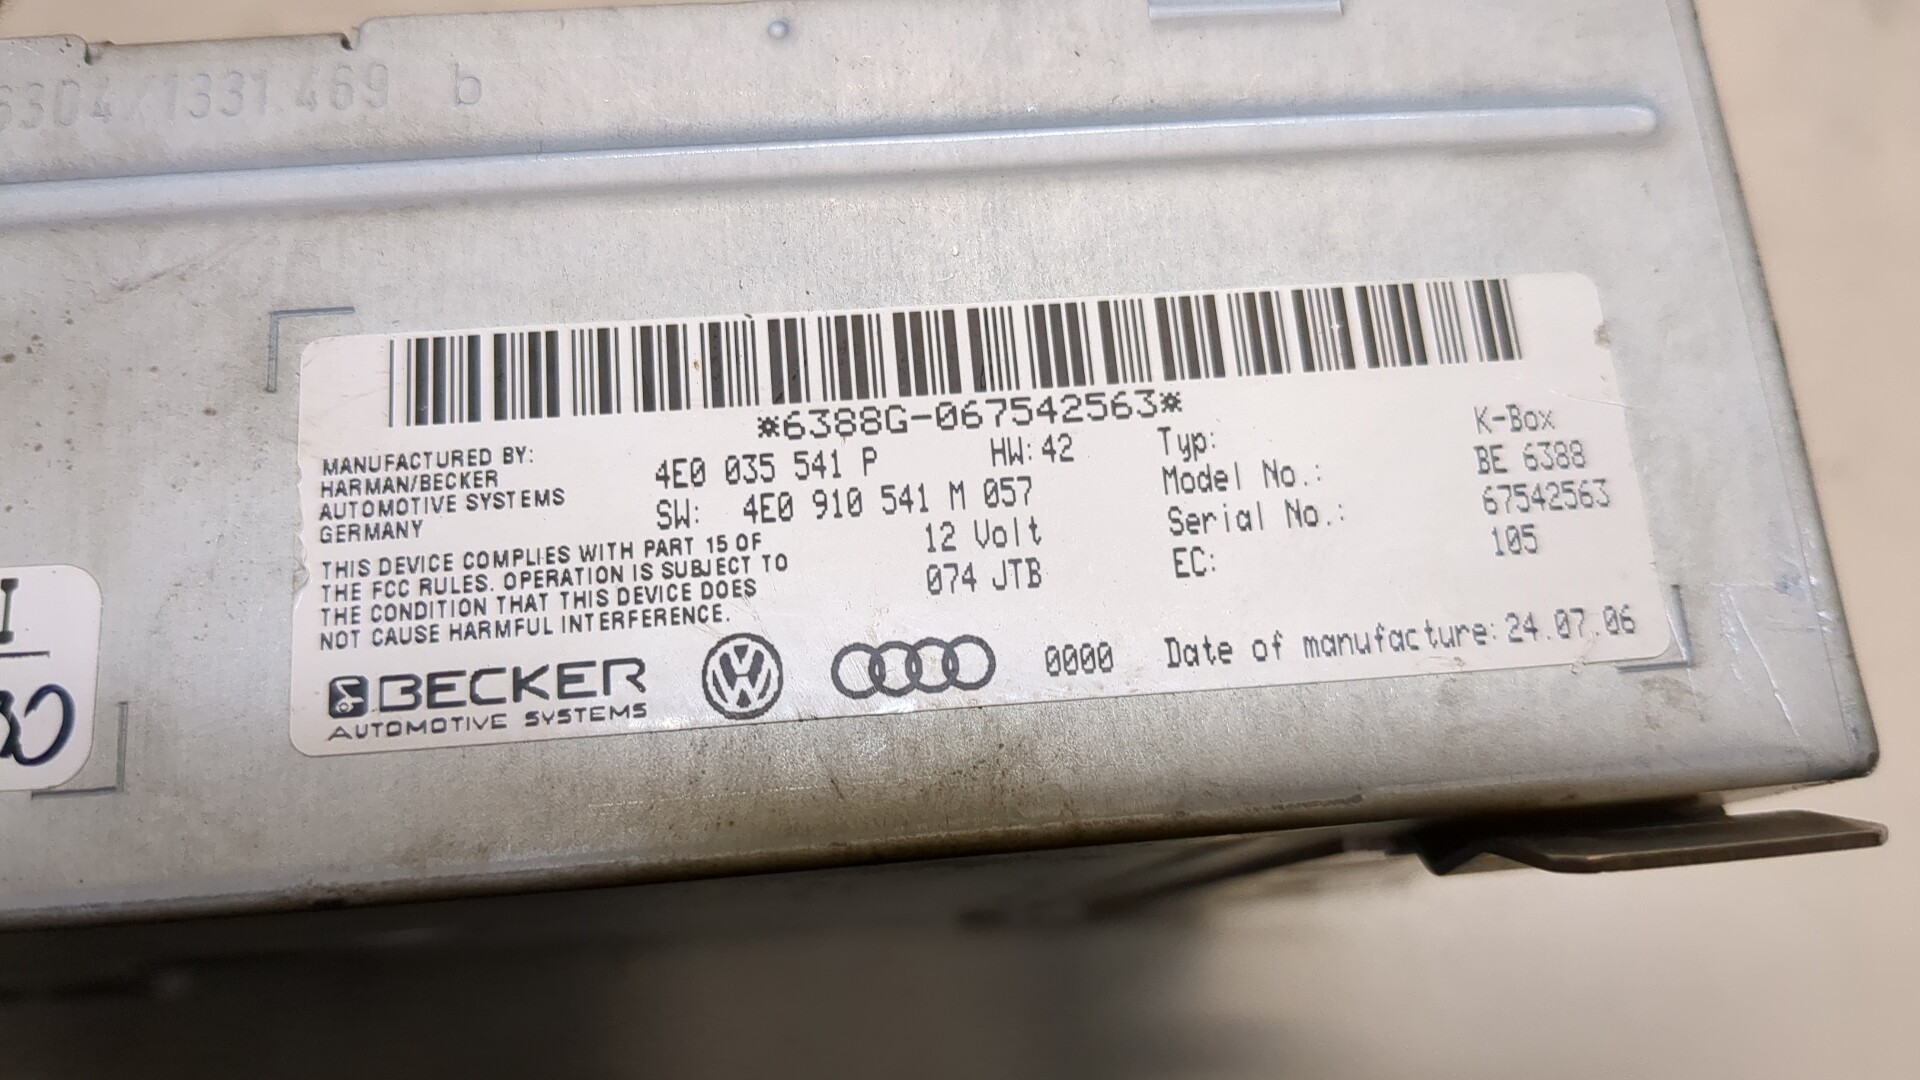 6304/1331.469 b
*6388G-067542563*
MANUFACTURED BY:
HARMAN/BECKER
AUTOMOTIVE SYSTEMS
GERMANY
4E0 035 541 P HW: 42
SW: 4E0 910 541 M 057
12 Volt
074 JTB
Typ: K-Box
Model No.: BE 6388
Serial No.: 67542563
EC: 105
THIS DEVICE COMPLIES WITH PART 15 OF
THE FCC RULES. OPERATION IS SUBJECT TO
THE CONDITION THAT THIS DEVICE DOES
NOT CAUSE HARMFUL INTERFERENCE.
BECKER
AUTOMOTIVE SYSTEMS
0000
Date of manufacture: 24.07.06